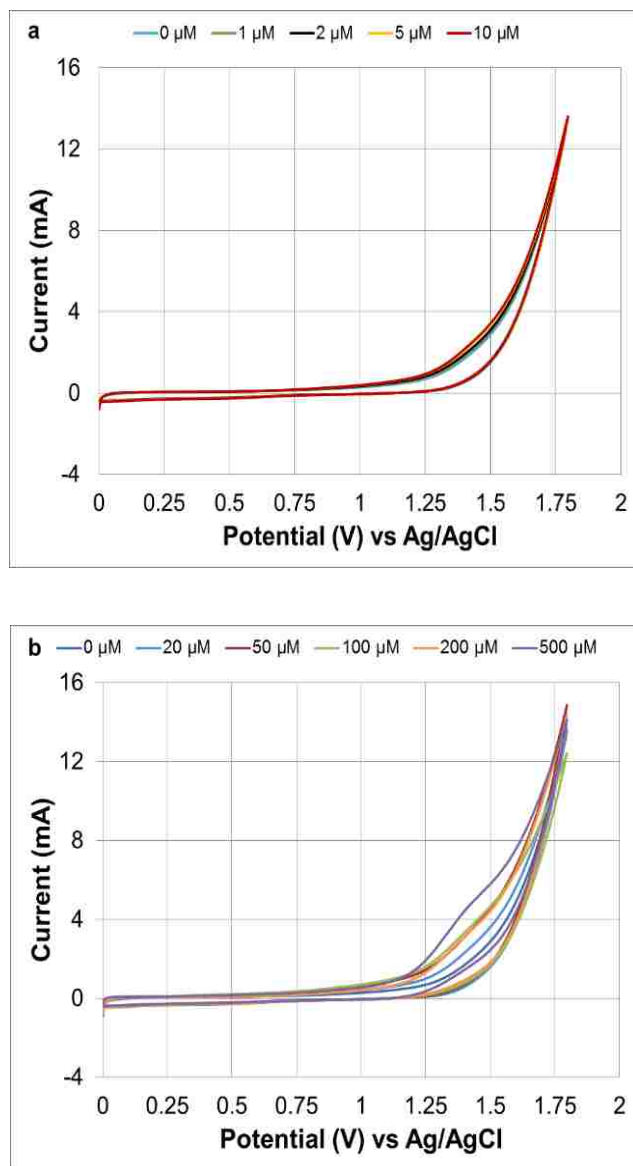 a
0 µM 1 µM 2 µM 5 µM 10 µM
16
12
8
4
0
-4
Current (mA)
0 0.25 0.5 0.75 1 1.25 1.5 1.75 2
Potential (V) vs Ag/AgCl
b
0 µM 20 µM 50 µM 100 µM 200 µM 500 µM
16
12
8
4
0
-4
Current (mA)
0 0.25 0.5 0.75 1 1.25 1.5 1.75 2
Potential (V) vs Ag/AgCl